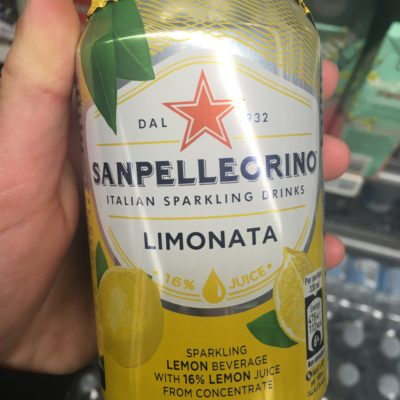 DAL 1932
SANPELLEGRINO
ITALIAN SPARKLING DRINKS
LIMONATA
16% JUICE
SPARKLING
LEMON BEVERAGE
WITH 16% LEMON JUICE
FROM CONCENTRATE